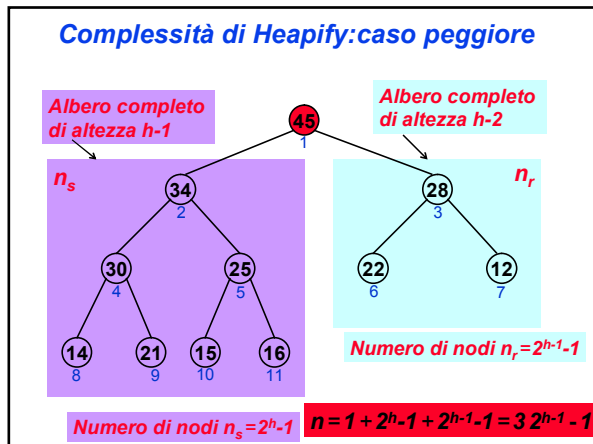 Complessità di Heapify:caso peggiore
Albero completo
di altezza h-1
Albero completo
di altezza h-2
45
1
n_s
n_r
34
2
28
3
30
4
25
5
22
6
12
7
14
8
21
9
15
10
16
11
Numero di nodi n_r=2^{h-1}-1
Numero di nodi n_s=2^h-1
n=1+2^h-1+2^{h-1}-1=3 2^{h-1}-1